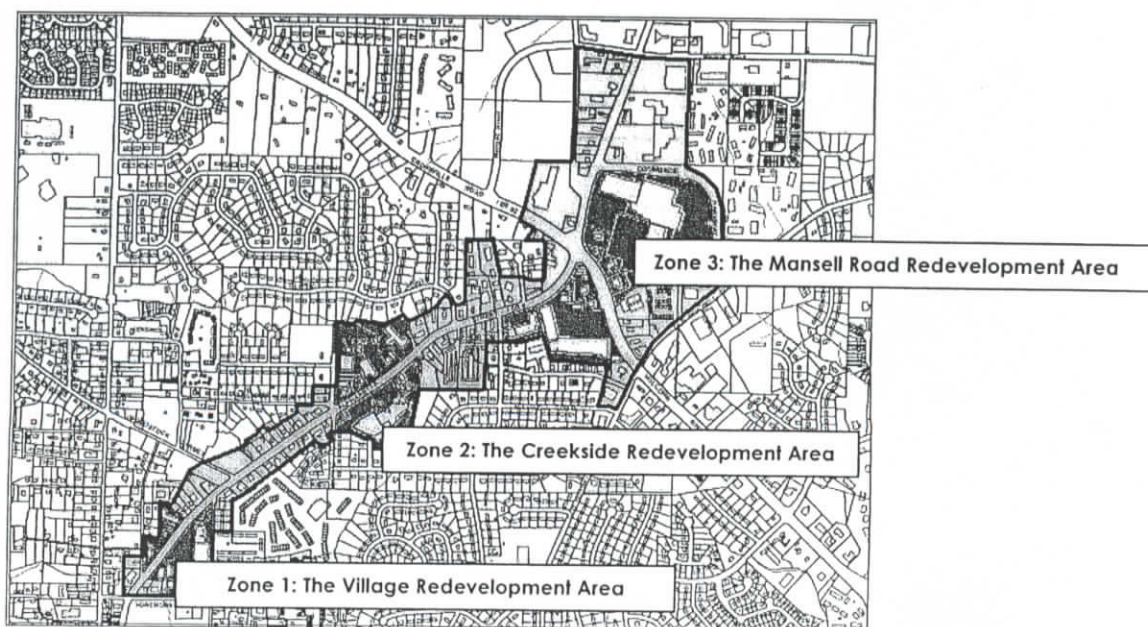 COMMERCE
Zone 3: The Mansell Road Redevelopment Area
Zone 2: The Creekside Redevelopment Area
Zone 1: The Village Redevelopment Area